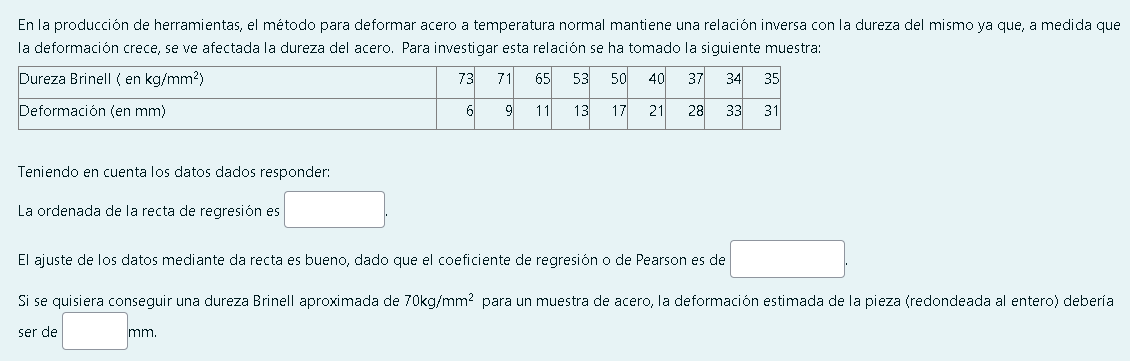 En la producción de herramientas, el método para deformar acero a temperatura normal mantiene una relación inversa con la dureza del mismo ya que, a medida que
la deformación crece, se ve afectada la dureza del acero. Para investigar esta relación se ha tomado la siguiente muestra:
Dureza Brinell ( en kg/mm²) 73 71 65 53 50 40 37 34 35
Deformación (en mm) 6 9 11 13 17 21 28 33 31
Teniendo en cuenta los datos dados responder:
La ordenada de la recta de regresión es .
El ajuste de los datos mediante da recta es bueno, dado que el coeficiente de regresión o de Pearson es de .
Si se quisiera conseguir una dureza Brinell aproximada de 70kg/mm² para un muestra de acero, la deformación estimada de la pieza (redondeada al entero) debería
ser de mm.